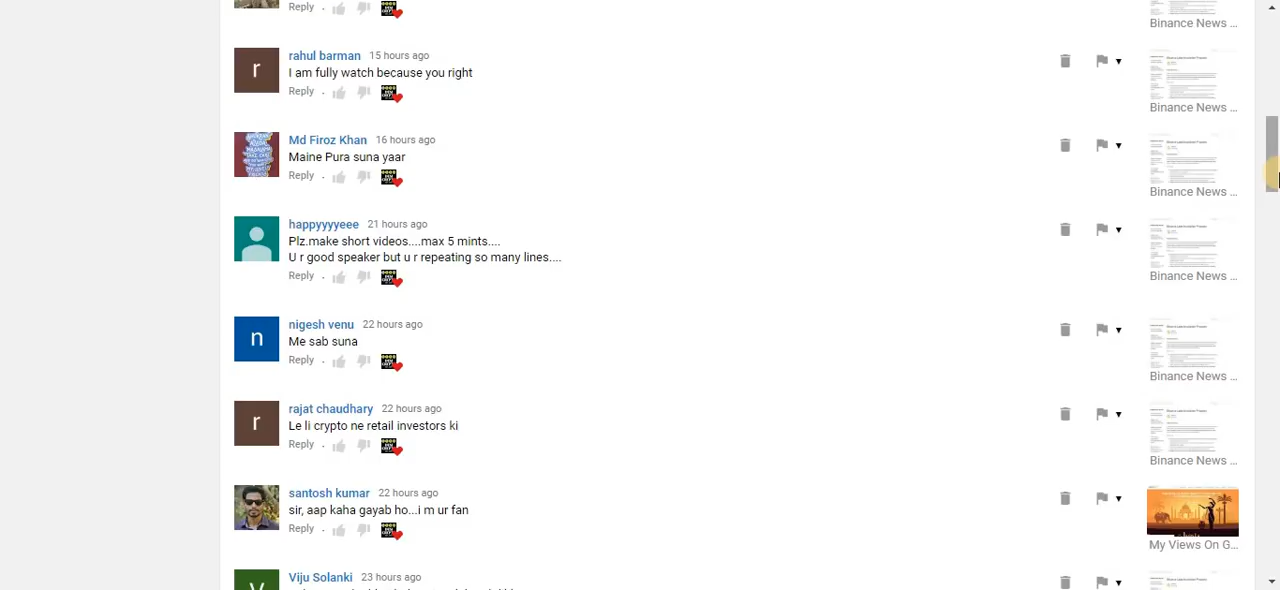 Reply .
Binance News ...
r
rahul barman 15 hours ago
I am fully watch because you right
Reply .
Binance News ...
Md Firoz Khan 16 hours ago
Maine Pura suna yaar
Reply .
Binance News ...
happyyyyeee 21 hours ago
Plz.make short videos....max 5 mints....
U r good speaker but u r repeating so many lines....
Reply .
Binance News ...
n
nigesh venu 22 hours ago
Me sab suna
Reply .
Binance News ...
r
rajat chaudhary 22 hours ago
Le li crypto ne retail investors ki
Reply .
Binance News ...
santosh kumar 22 hours ago
sir, aap kaha gayab ho...i m ur fan
Reply .
My Views On G...
Viju Solanki 23 hours ago